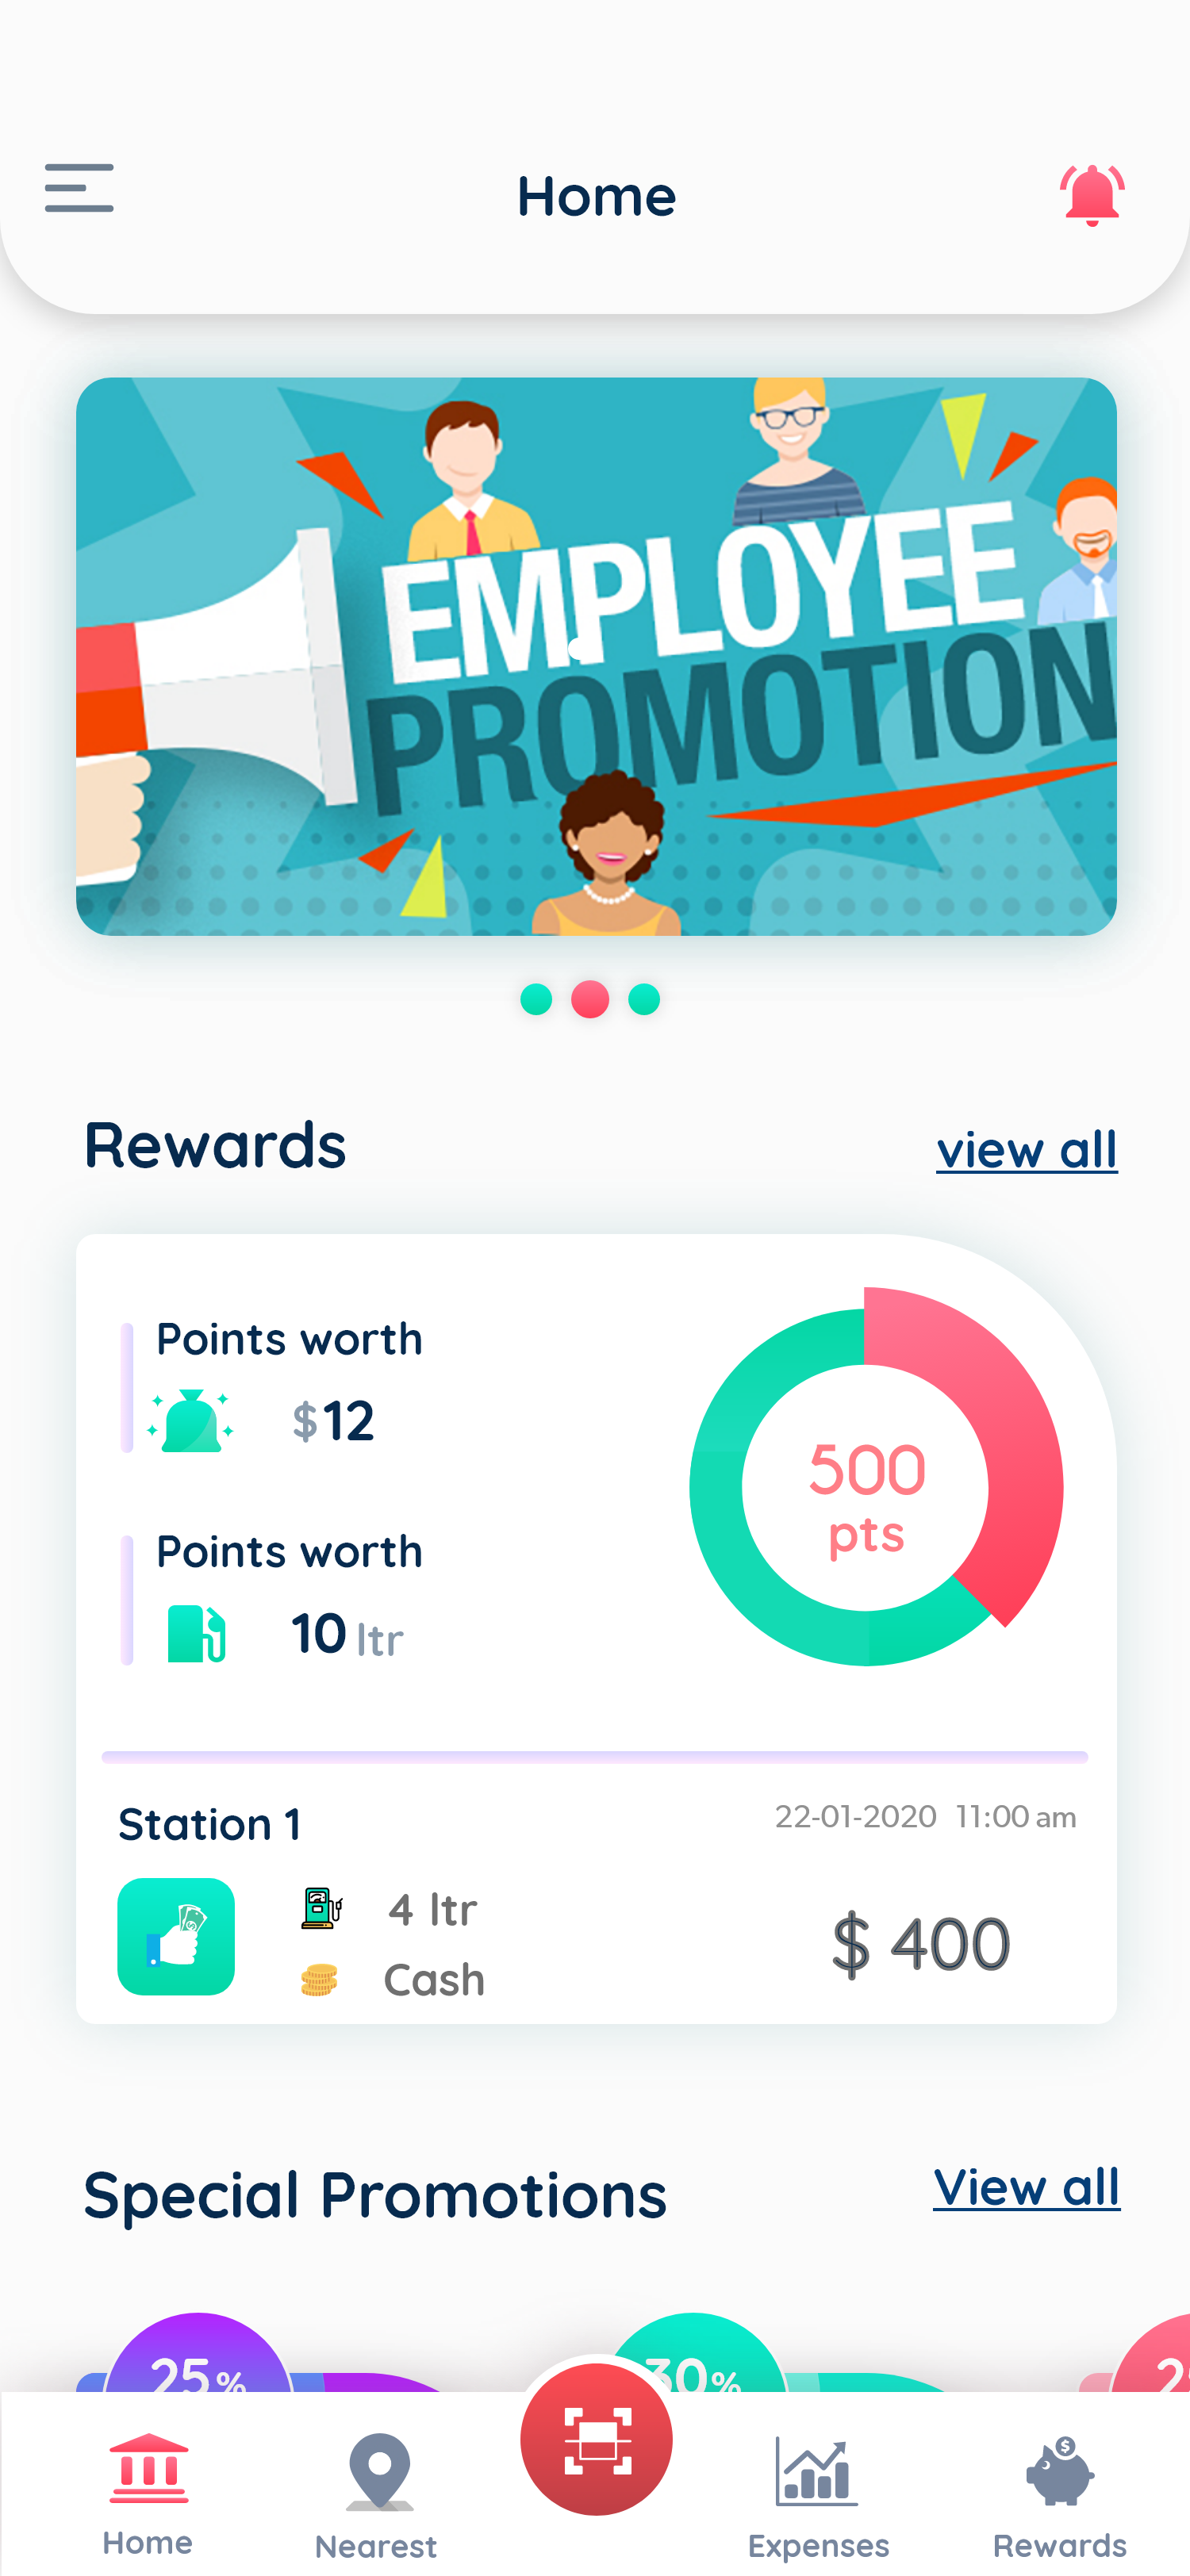 Home
EMPLOYEE
PROMOTION
Rewards view all
Points worth
$12
500
pts
Points worth
10 ltr
Station 1 22-01-2020 11:00 am
4 ltr
$ 400
Cash
Special Promotions View all
25% 30% 2
Home Nearest Expenses Rewards